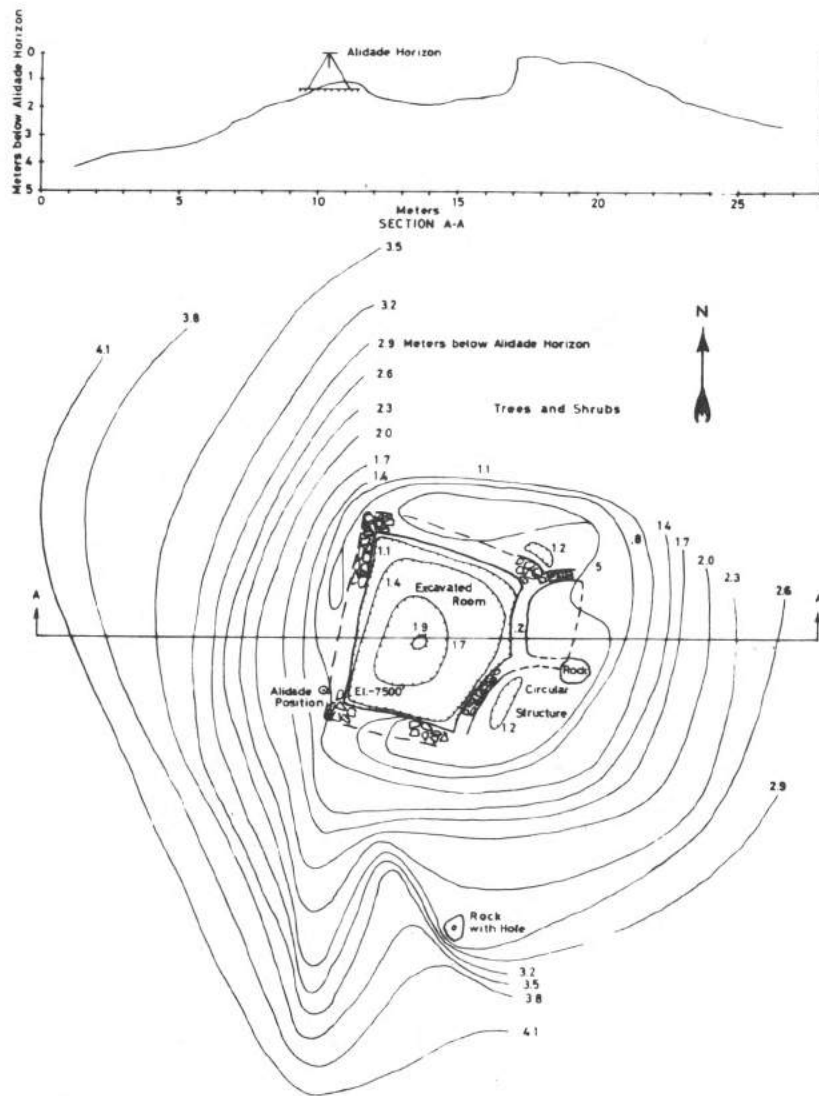 Meters below Alidade Horizon
0
1
2
3
4
5
Alidade Horizon
0 5 10 15 20 25
Meters
SECTION A-A
3.5
3.2
3.8
2.9 Meters below Alidade Horizon
4.1
2.6
2.3
2.0
1.7
1.4
N
Trees and Shrubs
1.1
1.1
1.2
.8
1.4
1.7
2.0
2.3
2.6
1.4
Excavated
Room
.5
A
A
1.9
1.7
.2
Rock
Alidade
Position
El.-7500'
Circular
Structure
1.2
2.9
Rock
with Hole
3.2
3.5
3.8
4.1